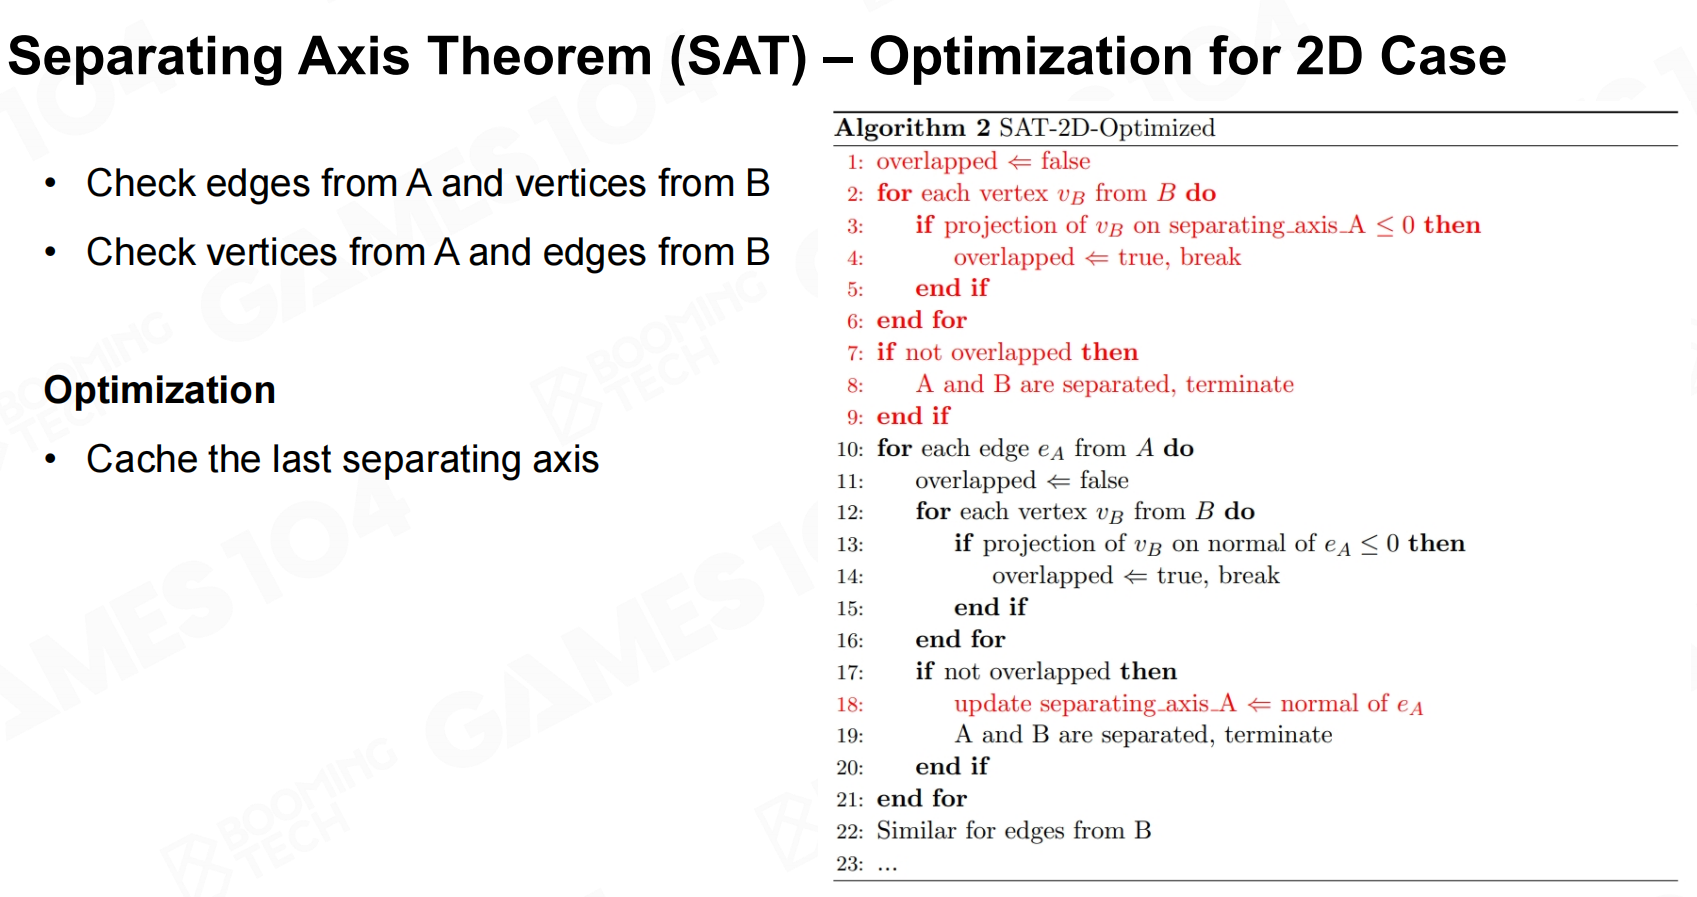 Separating Axis Theorem (SAT) – Optimization for 2D Case
• Check edges from A and vertices from B
• Check vertices from A and edges from B
Optimization
• Cache the last separating axis
Algorithm 2 SAT-2D-Optimized
1: overlapped ⇐ false
2: for each vertex v_B from B do
3: if projection of v_B on separating_axis_A ≤ 0 then
4: overlapped ⇐ true, break
5: end if
6: end for
7: if not overlapped then
8: A and B are separated, terminate
9: end if
10: for each edge e_A from A do
11: overlapped ⇐ false
12: for each vertex v_B from B do
13: if projection of v_B on normal of e_A ≤ 0 then
14: overlapped ⇐ true, break
15: end if
16: end for
17: if not overlapped then
18: update separating_axis_A ⇐ normal of e_A
19: A and B are separated, terminate
20: end if
21: end for
22: Similar for edges from B
23: ...
GAMES104
BOOMING TECH